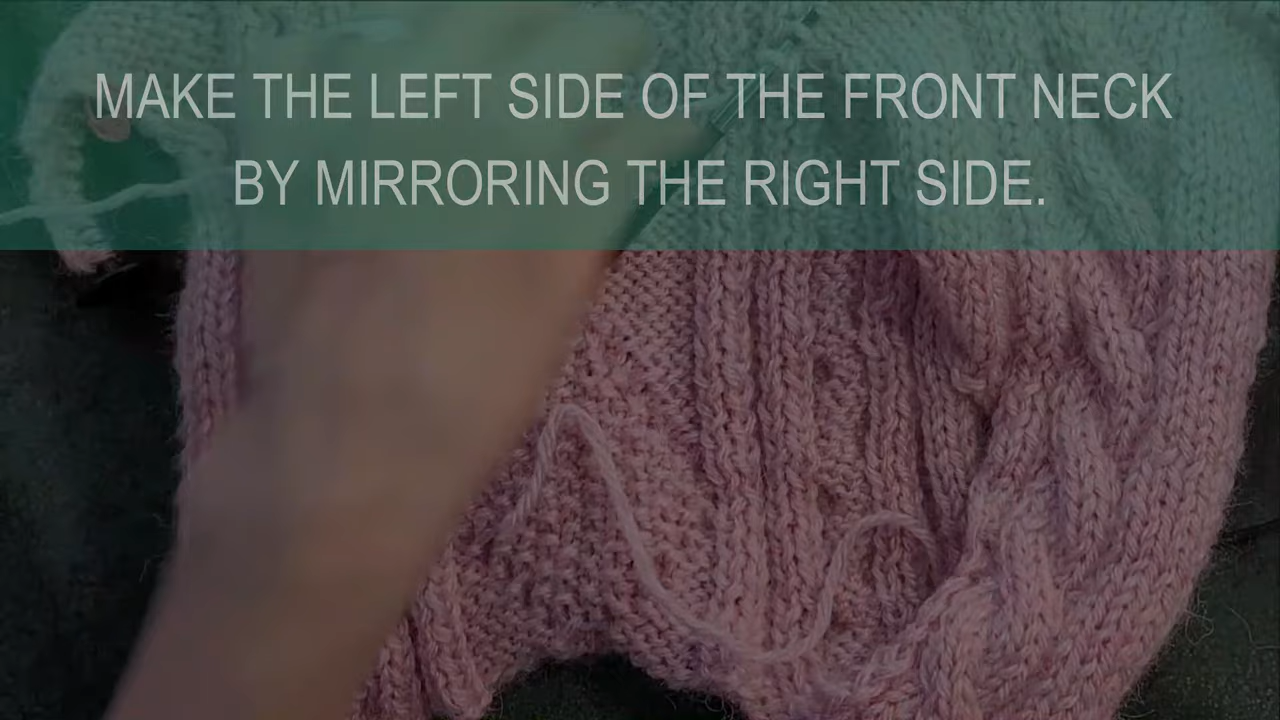 MAKE THE LEFT SIDE OF THE FRONT NECK
BY MIRRORING THE RIGHT SIDE.